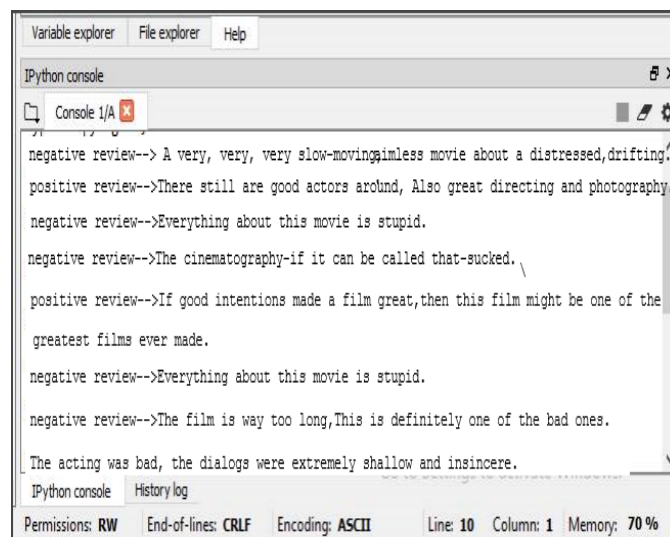 Variable explorer File explorer Help
IPython console
Console 1/A
negative review--> A very, very, very slow-moving,aimless movie about a distressed,drifting.
positive review-->There still are good actors around, Also great directing and photography.
negative review-->Everything about this movie is stupid.
negative review-->The cinematography-if it can be called that-sucked. \
positive review-->If good intentions made a film great,then this film might be one of the
greatest films ever made.
negative review-->Everything about this movie is stupid.
negative review-->The film is way too long,This is definitely one of the bad ones.
The acting was bad, the dialogs were extremely shallow and insincere.
IPython console History log
Permissions: RW End-of-lines: CRLF Encoding: ASCII Line: 10 Column: 1 Memory: 70 %